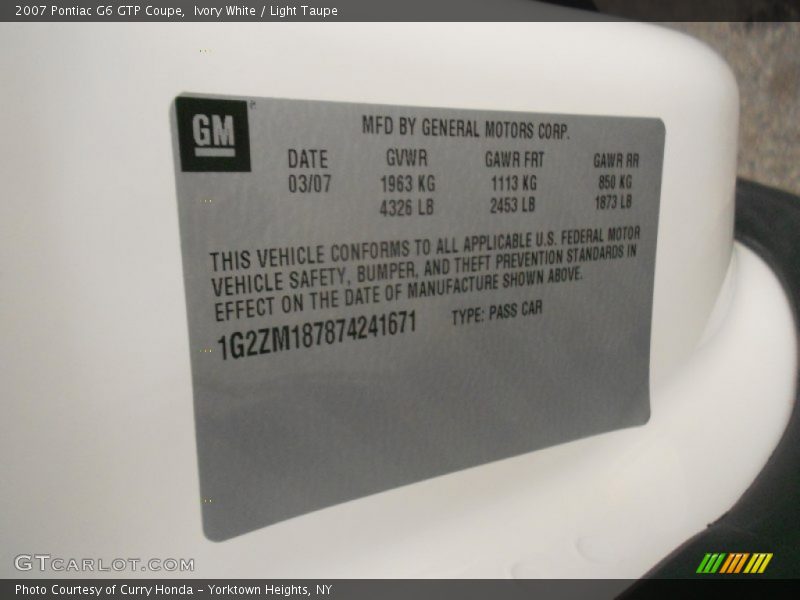 2007 Pontiac G6 GTP Coupe,  Ivory White / Light Taupe
GM
MFD BY GENERAL MOTORS CORP.
DATE GVWR GAWR FRT GAWR RR
03/07 1963 KG 1113 KG 850 KG
4326 LB 2453 LB 1873 LB
THIS VEHICLE CONFORMS TO ALL APPLICABLE U.S. FEDERAL MOTOR
VEHICLE SAFETY, BUMPER, AND THEFT PREVENTION STANDARDS IN
EFFECT ON THE DATE OF MANUFACTURE SHOWN ABOVE.
1G2ZM187874241671 TYPE: PASS CAR
GTCARLOT.COM
Photo Courtesy of Curry Honda - Yorktown Heights, NY